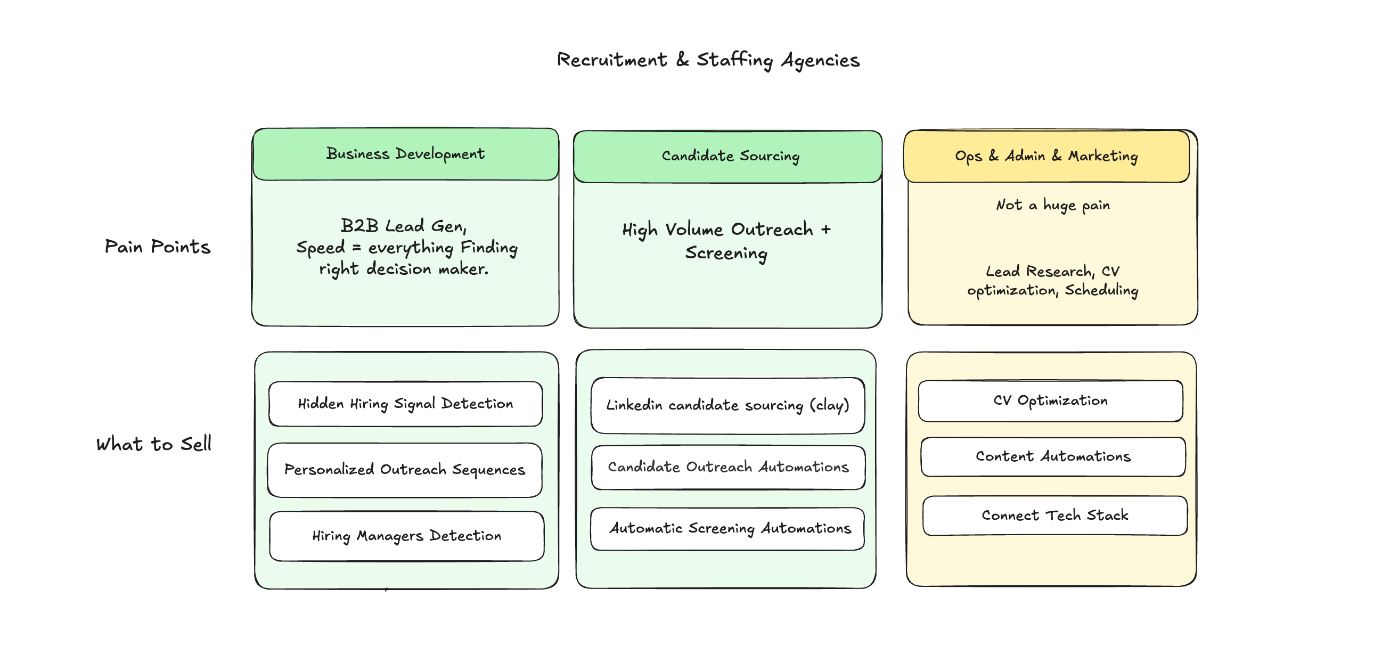 Recruitment & Staffing Agencies
Business Development
Candidate Sourcing
Ops & Admin & Marketing
Pain Points
B2B Lead Gen,
Speed = everything Finding
right decision maker.
High Volume Outreach +
Screening
Not a huge pain
Lead Research, CV
optimization, Scheduling
What to Sell
Hidden Hiring Signal Detection
Personalized Outreach Sequences
Hiring Managers Detection
Linkedin candidate sourcing (clay)
Candidate Outreach Automations
Automatic Screening Automations
CV Optimization
Content Automations
Connect Tech Stack